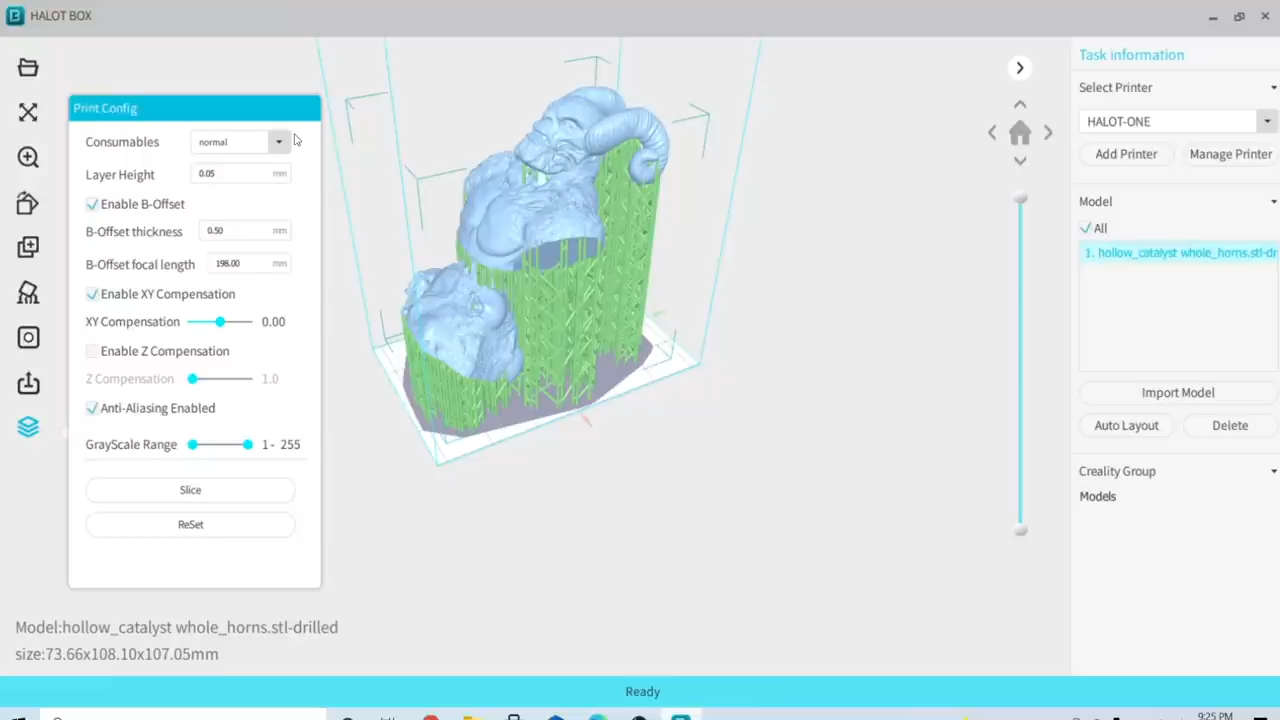 HALOT BOX
Print Config
Consumables normal
Layer Height 0.05 mm
Enable B-Offset
B-Offset thickness 0.50 mm
B-Offset focal length 198.00 mm
Enable XY Compensation
XY Compensation 0.00
Enable Z Compensation
Z Compensation 1.0
Anti-Aliasing Enabled
GrayScale Range 1 - 255
Slice
ReSet
Model:hollow_catalyst whole_horns.stl-drilled
size:73.66x108.10x107.05mm
Task information
Select Printer
HALOT-ONE
Add Printer Manage Printer
Model
All
1. hollow_catalyst whole_horns.stl-dr
Import Model
Auto Layout Delete
Creality Group
Models
Ready
9:25 PM